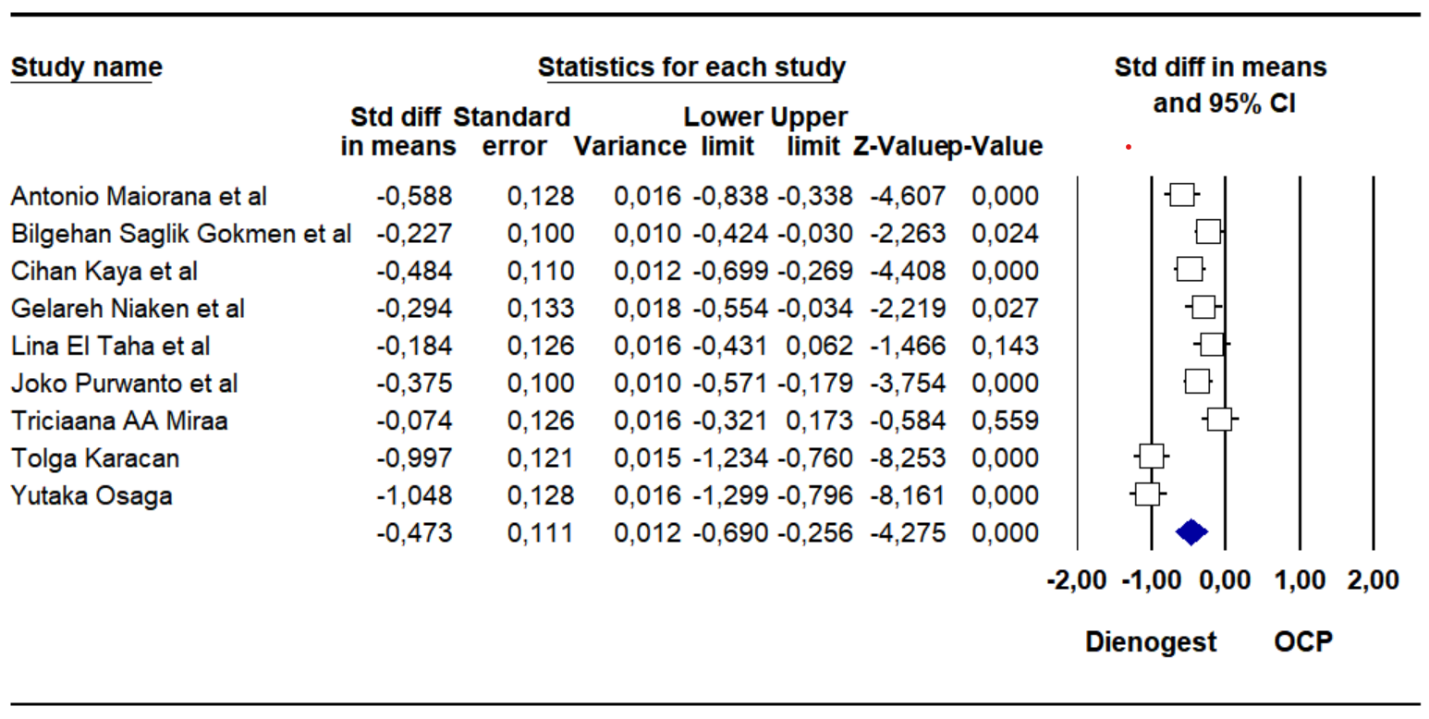 Study name Statistics for each study Std diff in means
and 95% CI
Std diff Standard Lower Upper
in means error Variance limit limit Z-Valuep-Value
Antonio Maiorana et al -0,588 0,128 0,016 -0,838 -0,338 -4,607 0,000
Bilgehan Saglik Gokmen et al -0,227 0,100 0,010 -0,424 -0,030 -2,263 0,024
Cihan Kaya et al -0,484 0,110 0,012 -0,699 -0,269 -4,408 0,000
Gelareh Niaken et al -0,294 0,133 0,018 -0,554 -0,034 -2,219 0,027
Lina El Taha et al -0,184 0,126 0,016 -0,431 0,062 -1,466 0,143
Joko Purwanto et al -0,375 0,100 0,010 -0,571 -0,179 -3,754 0,000
Triciaana AA Miraa -0,074 0,126 0,016 -0,321 0,173 -0,584 0,559
Tolga Karacan -0,997 0,121 0,015 -1,234 -0,760 -8,253 0,000
Yutaka Osaga -1,048 0,128 0,016 -1,299 -0,796 -8,161 0,000
-0,473 0,111 0,012 -0,690 -0,256 -4,275 0,000
-2,00 -1,00 0,00 1,00 2,00
Dienogest OCP